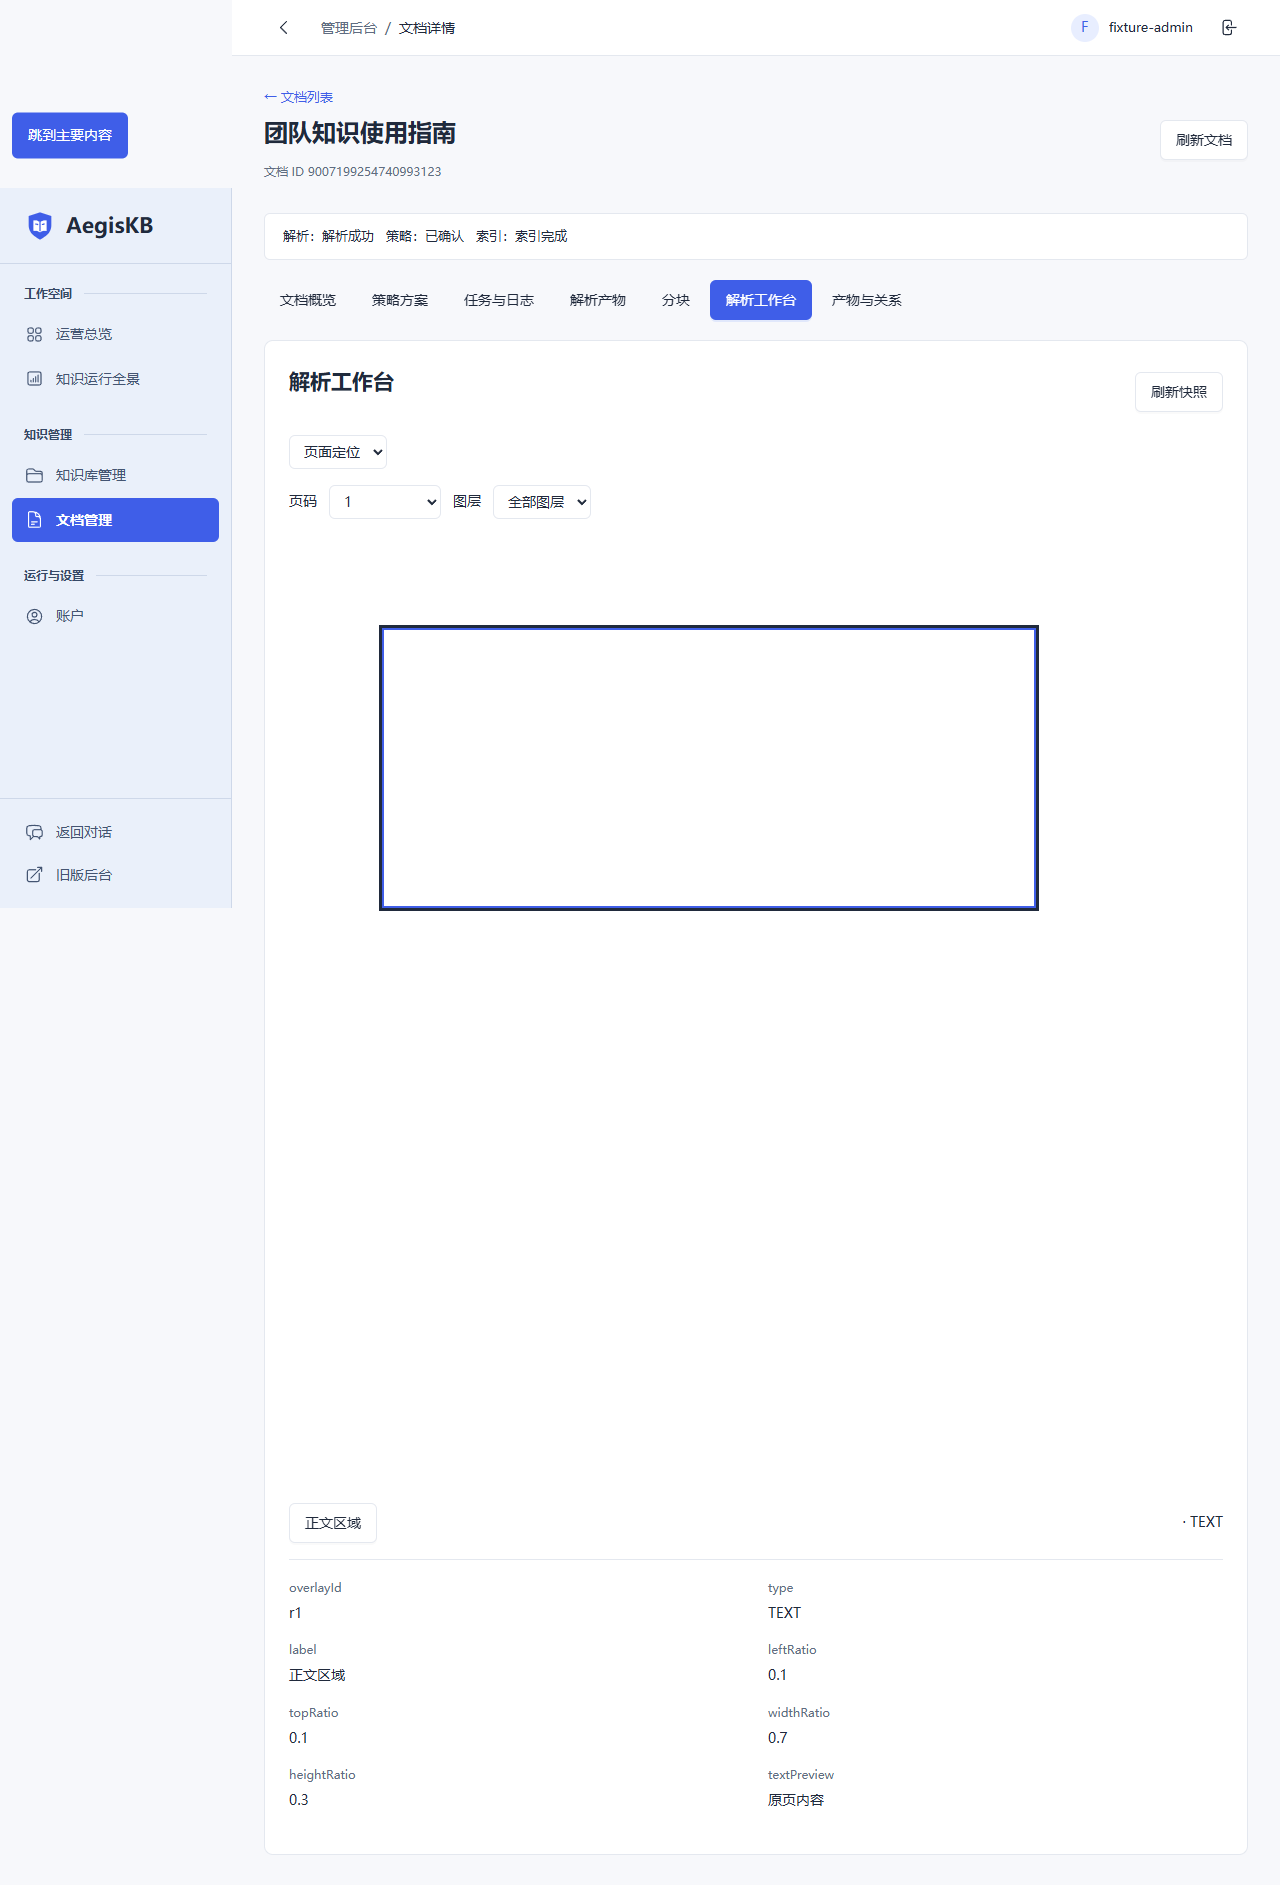 管理后台 / 文档详情
F fixture-admin
跳到主要内容
AegisKB
工作空间
运营总览
知识运行全景
知识管理
知识库管理
文档管理
运行与设置
账户
返回对话
旧版后台
← 文档列表
团队知识使用指南
文档 ID 9007199254740993123
刷新文档
解析：解析成功 策略：已确认 索引：索引完成
文档概览 策略方案 任务与日志 解析产物 分块 解析工作台 产物与关系
解析工作台
刷新快照
页面定位
页码 1 图层 全部图层
正文区域
· TEXT
overlayId
r1
type
TEXT
label
正文区域
leftRatio
0.1
topRatio
0.1
widthRatio
0.7
heightRatio
0.3
textPreview
原页内容